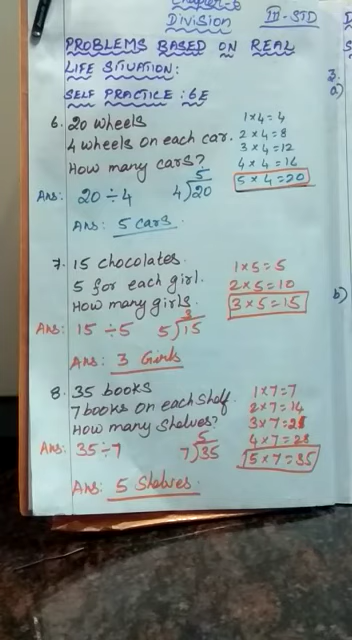 Chapter-6
Division III-STD
PROBLEMS BASED ON REAL
LIFE SITUATION:
SELF PRACTICE: 6E
6. 20 wheels
4 wheels on each car.
How many cars?
1 x 4 = 4
2 x 4 = 8
3 x 4 = 12
4 x 4 = 16
5 x 4 = 20
Ans: 20 ÷ 4
5
4)20
Ans: 5 Cars.
7. 15 chocolates.
5 for each girl.
How many girls.
1 x 5 = 5
2 x 5 = 10
3 x 5 = 15
Ans: 15 ÷ 5
3
5)15
Ans: 3 Girls
8. 35 books
7 books on each shelf.
How many shelves?
1 x 7 = 7
2 x 7 = 14
3 x 7 = 21
4 x 7 = 28
5 x 7 = 35
Ans: 35 ÷ 7
5
7)35
Ans: 5 Shelves.
3.
a)
b)